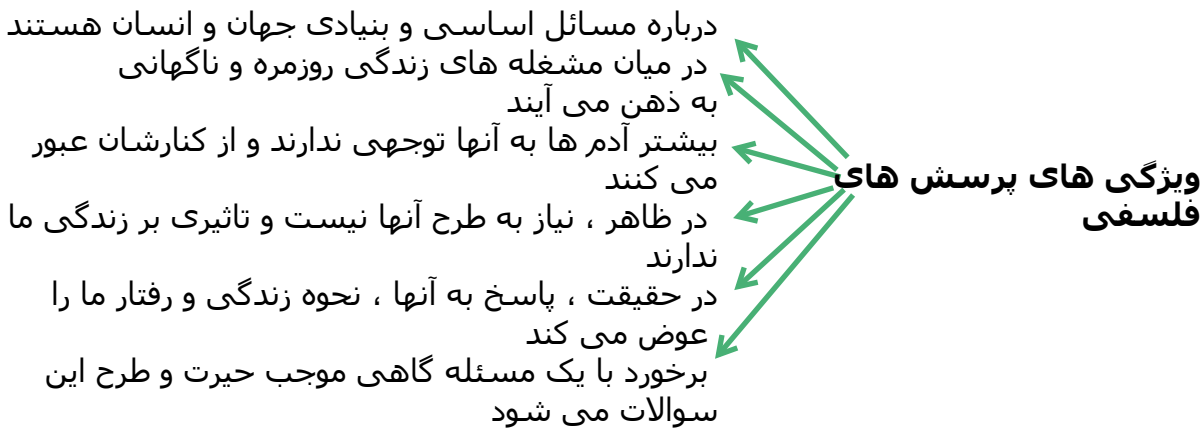 ویژگی های پرسش های
فلسفی
درباره مسائل اساسی و بنیادی جهان و انسان هستند
در میان مشغله های زندگی روزمره و ناگهانی
به ذهن می آیند
بیشتر آدم ها به آنها توجهی ندارند و از کنارشان عبور
می کنند
در ظاهر ، نیاز به طرح آنها نیست و تاثیری بر زندگی ما
ندارند
در حقیقت ، پاسخ به آنها ، نحوه زندگی و رفتار ما را
عوض می کند
برخورد با یک مسئله گاهی موجب حیرت و طرح این
سوالات می شود